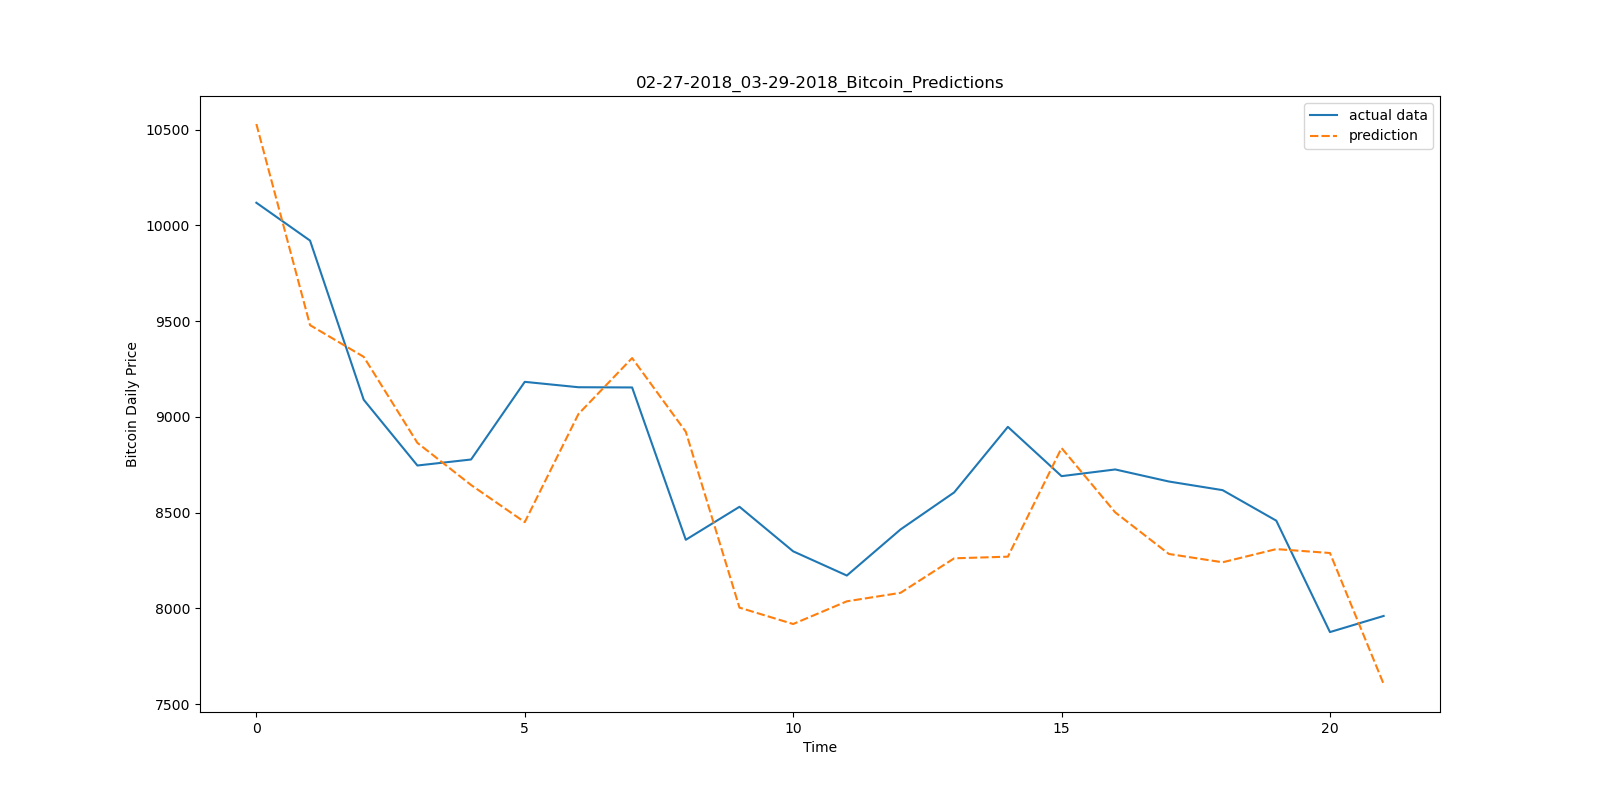 02-27-2018_03-29-2018_Bitcoin_Predictions
actual data
prediction
10500
10000
9500
9000
8500
8000
7500
Bitcoin Daily Price
0 5 10 15 20
Time